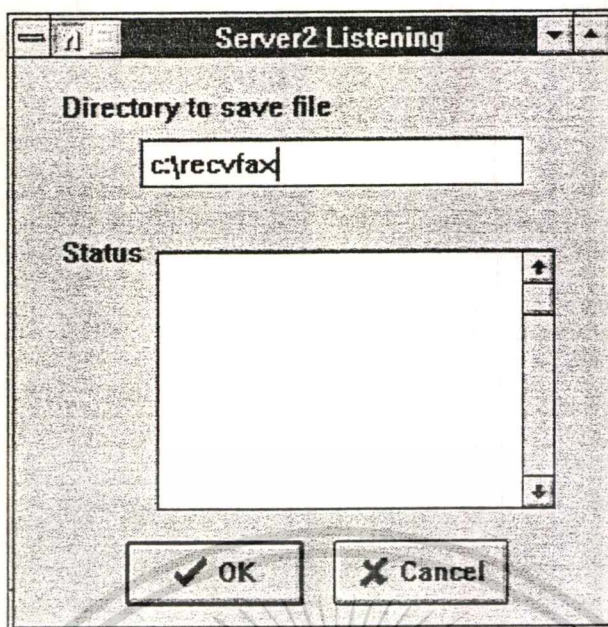 Server2 Listening
Directory to save file
c:\recvfax
Status
OK
Cancel